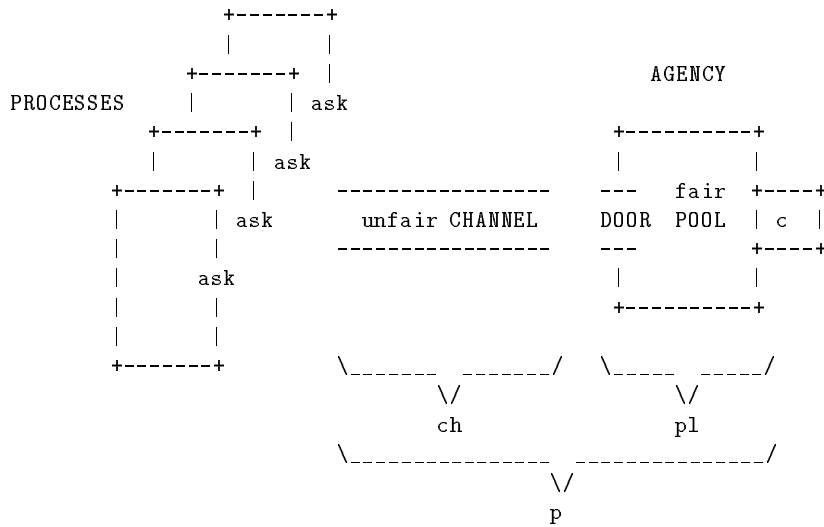 AGENCY
PROCESSES ask
ask
fair
ask unfair CHANNEL DOOR POOL c
ask
ch pl
p